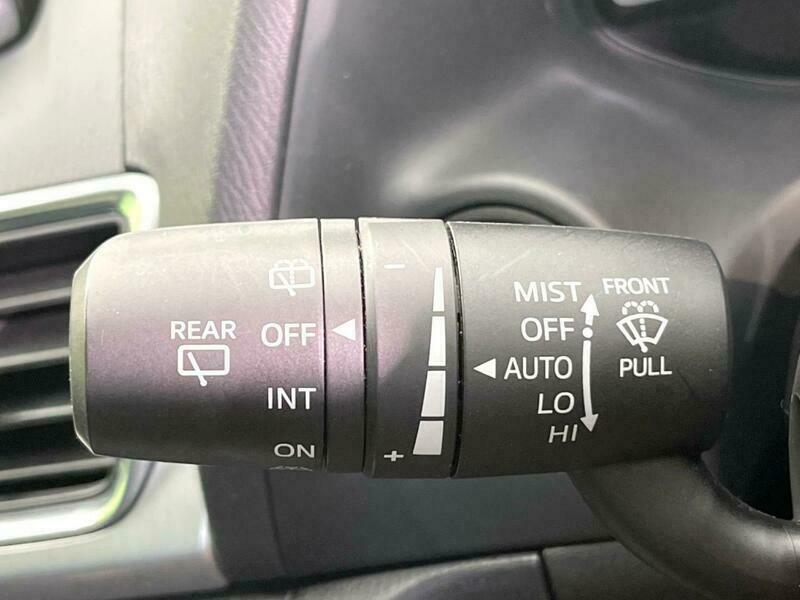 REAR
OFF
INT
ON
-
+
MIST
OFF
AUTO
LO
HI
FRONT
PULL